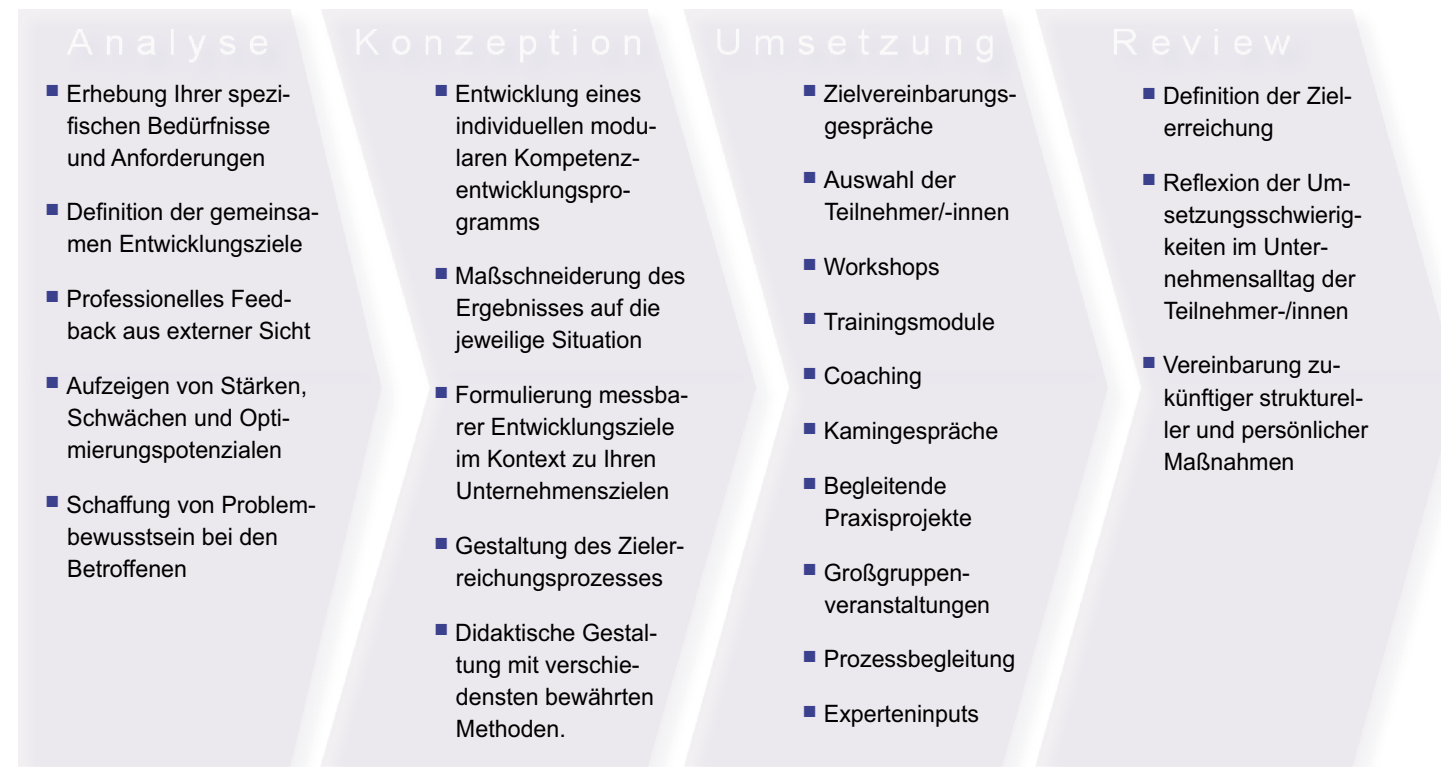 Analyse
Erhebung Ihrer spezi-
fischen Bedürfnisse
und Anforderungen
Definition der gemeinsa-
men Entwicklungsziele
Professionelles Feed-
back aus externer Sicht
Aufzeigen von Stärken,
Schwächen und Opti-
mierungspotenzialen
Schaffung von Problem-
bewusstsein bei den
Betroffenen
Konzeption
Entwicklung eines
individuellen modu-
laren Kompetenz-
entwicklungspro-
gramms
Maßschneiderung des
Ergebnisses auf die
jeweilige Situation
Formulierung messba-
rer Entwicklungsziele
im Kontext zu Ihren
Unternehmenszielen
Gestaltung des Zieler-
reichungsprozesses
Didaktische Gestal-
tung mit verschie-
densten bewährten
Methoden.
Umsetzung
Zielvereinbarungs-
gespräche
Auswahl der
Teilnehmer/-innen
Workshops
Trainingsmodule
Coaching
Kamingespräche
Begleitende
Praxisprojekte
Großgruppen-
veranstaltungen
Prozessbegleitung
Experteninputs
Review
Definition der Ziel-
erreichung
Reflexion der Um-
setzungsschwierig-
keiten im Unter-
nehmensalltag der
Teilnehmer-/innen
Vereinbarung zu-
künftiger strukturel-
ler und persönlicher
Maßnahmen